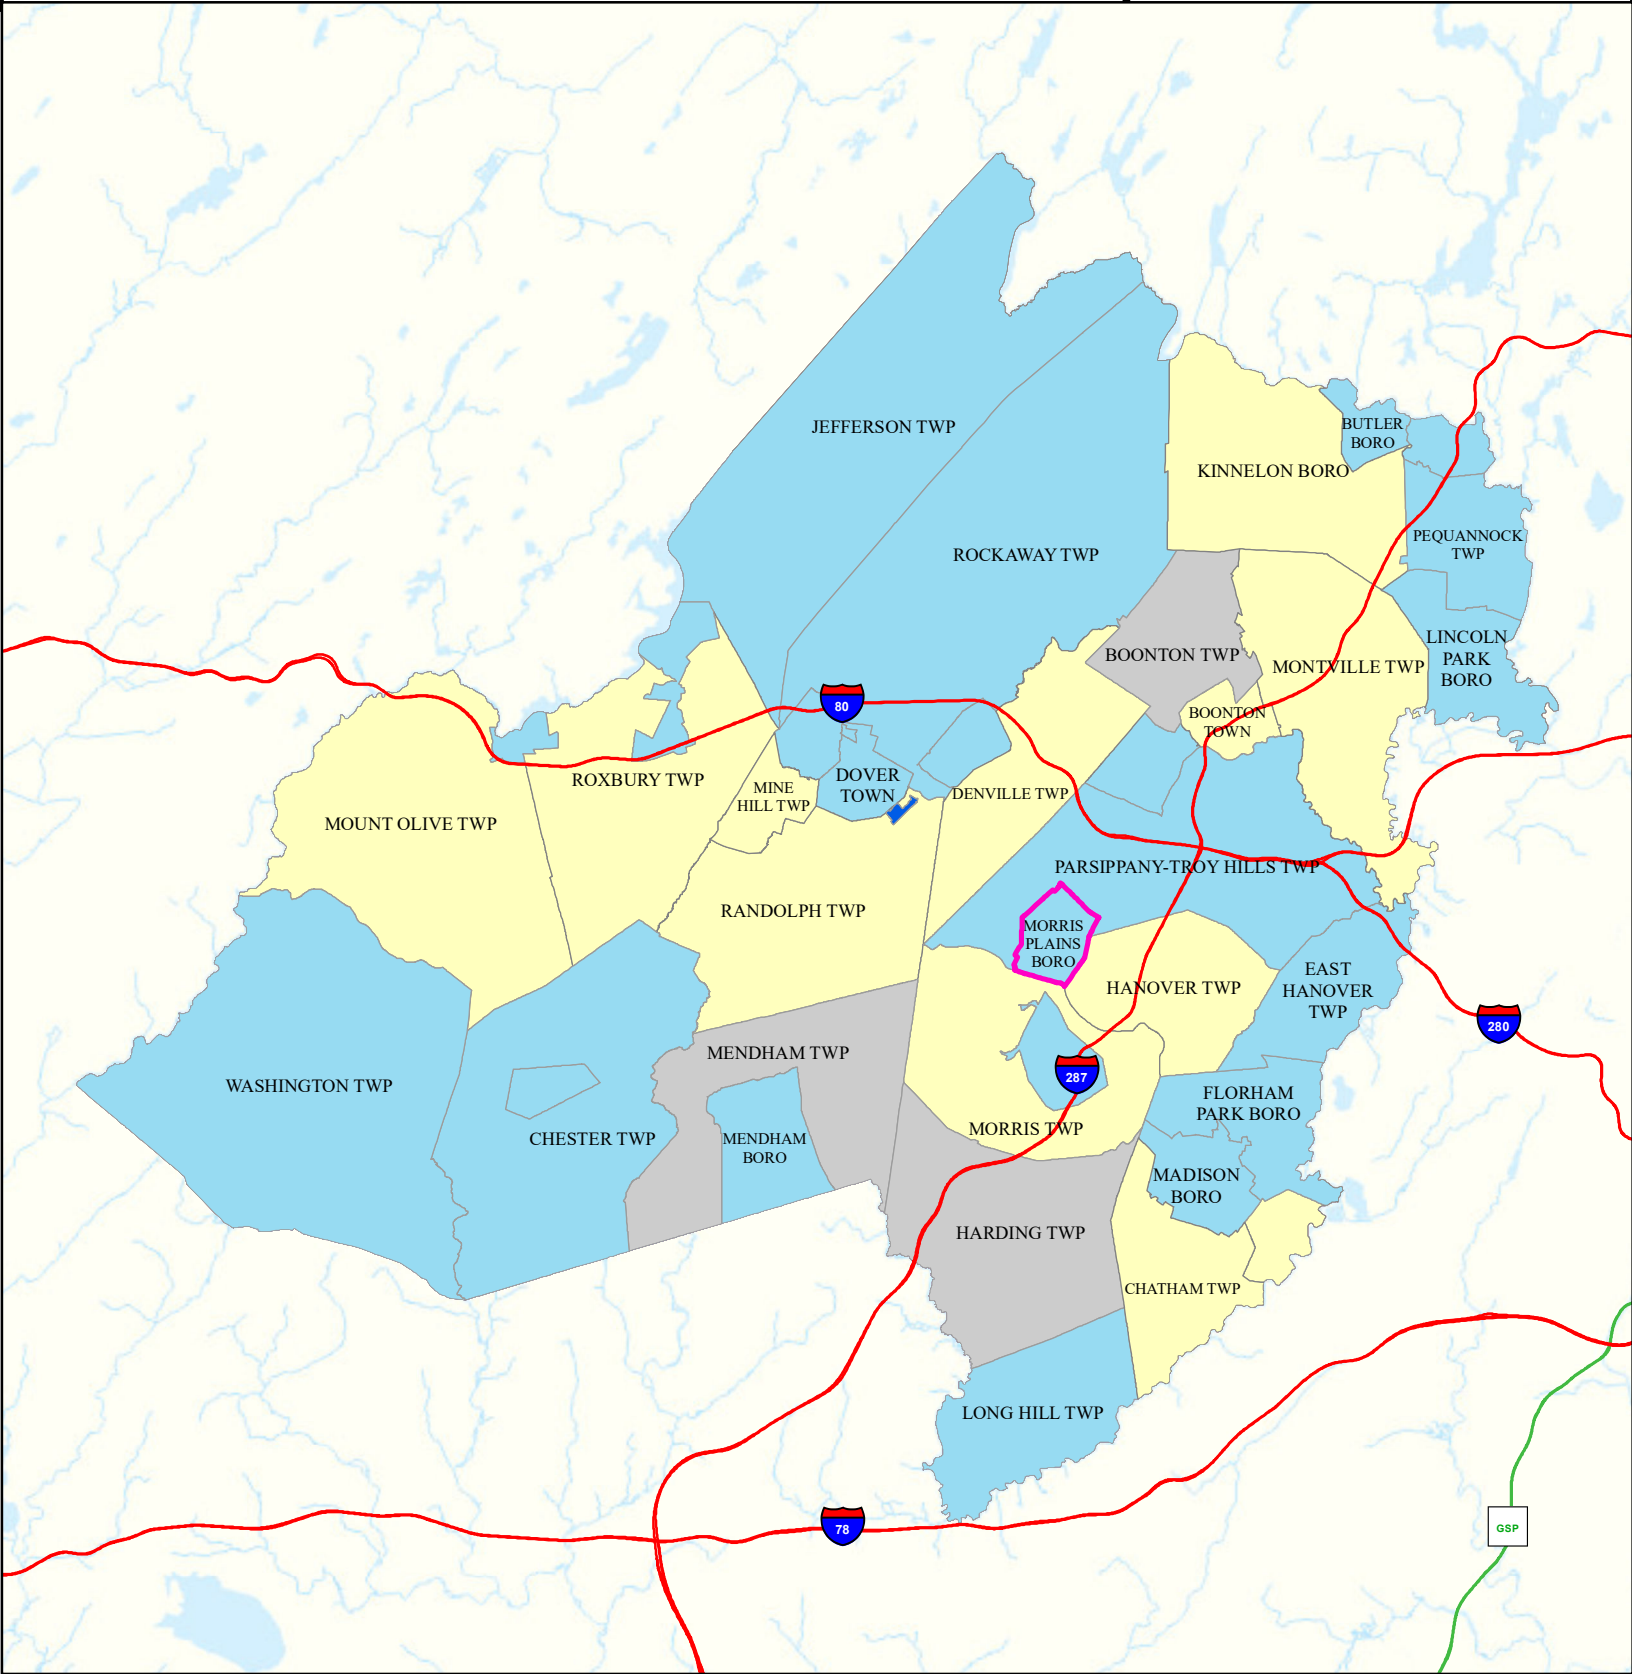 JEFFERSON TWP
BUTLER
BORO
KINNELON BORO
PEQUANNOCK
TWP
ROCKAWAY TWP
LINCOLN
PARK
BORO
BOONTON TWP
MONTVILLE TWP
80
BOONTON
TOWN
ROXBURY TWP
MINE
HILL TWP
DOVER
TOWN
DENVILLE TWP
MOUNT OLIVE TWP
PARSIPPANY-TROY HILLS TWP
RANDOLPH TWP
MORRIS
PLAINS
BORO
HANOVER TWP
EAST
HANOVER
TWP
280
MENDHAM TWP
287
WASHINGTON TWP
FLORHAM
PARK BORO
CHESTER TWP
MENDHAM
BORO
MORRIS TWP
MADISON
BORO
HARDING TWP
CHATHAM TWP
LONG HILL TWP
78
GSP